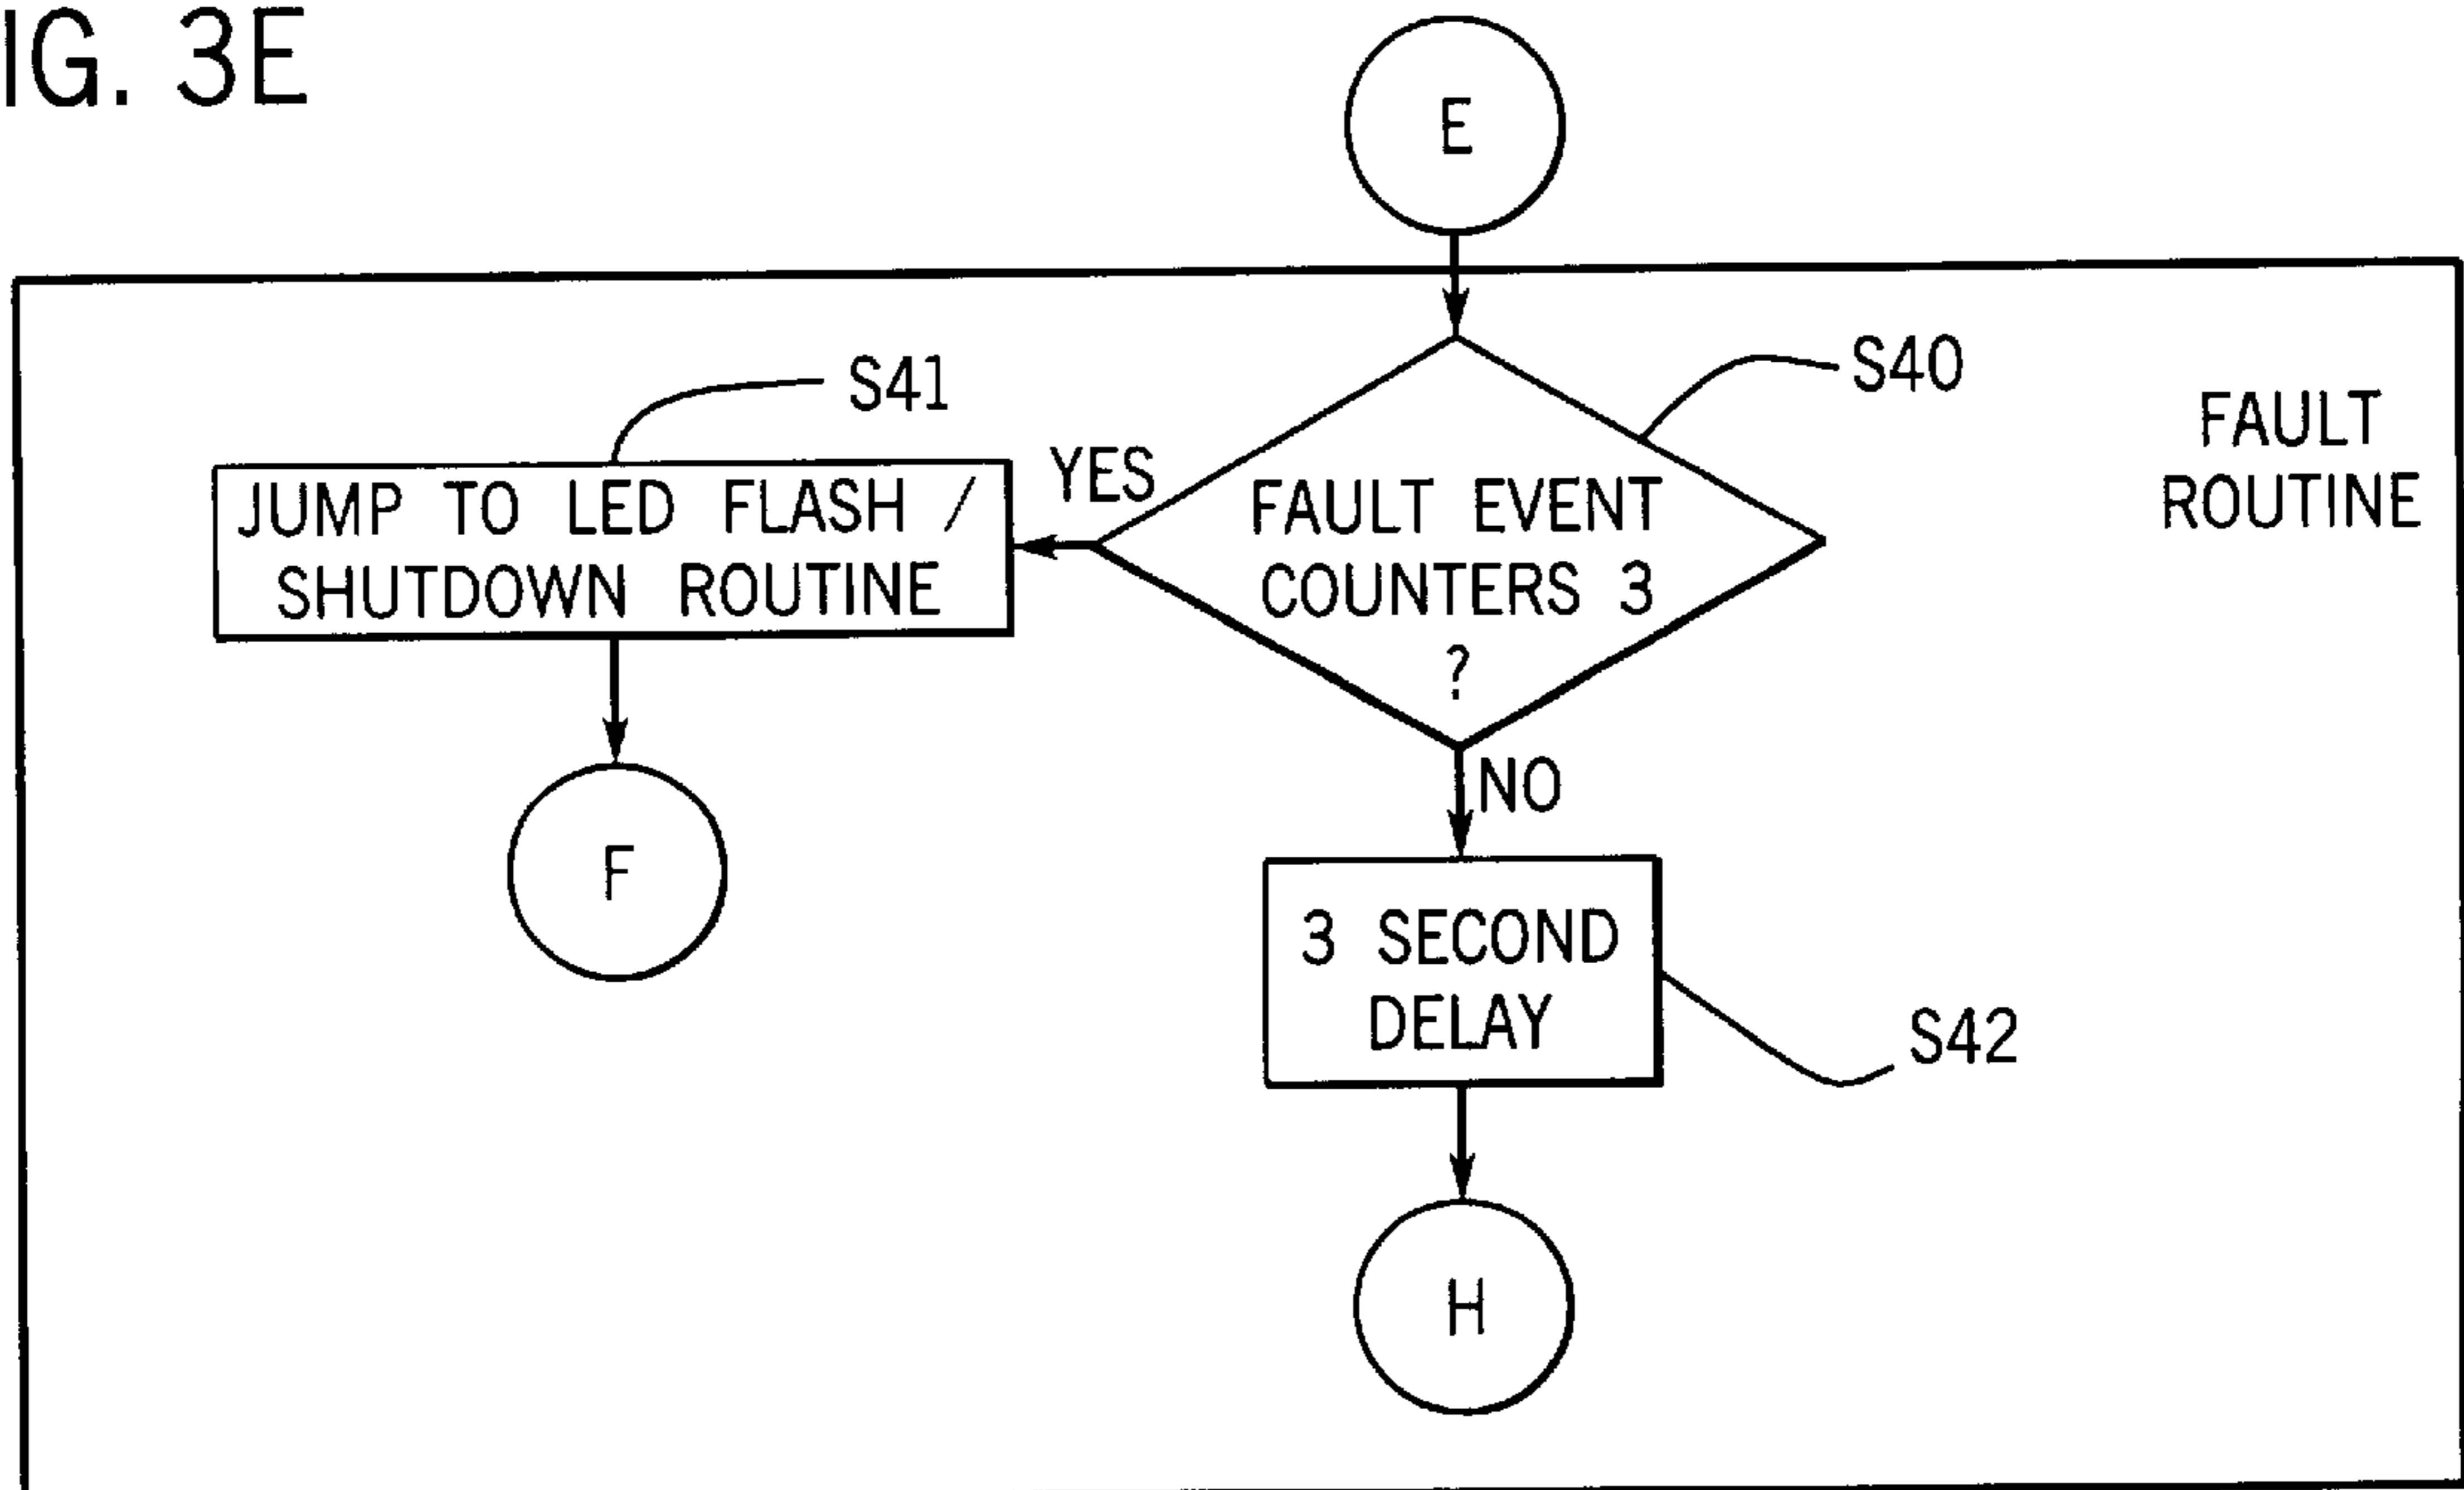 IG. 3E
E
S40
FAULT
ROUTINE
S41
YES
JUMP TO LED FLASH /
SHUTDOWN ROUTINE
FAULT EVENT
COUNTERS 3
?
NO
F
3 SECOND
DELAY
S42
H